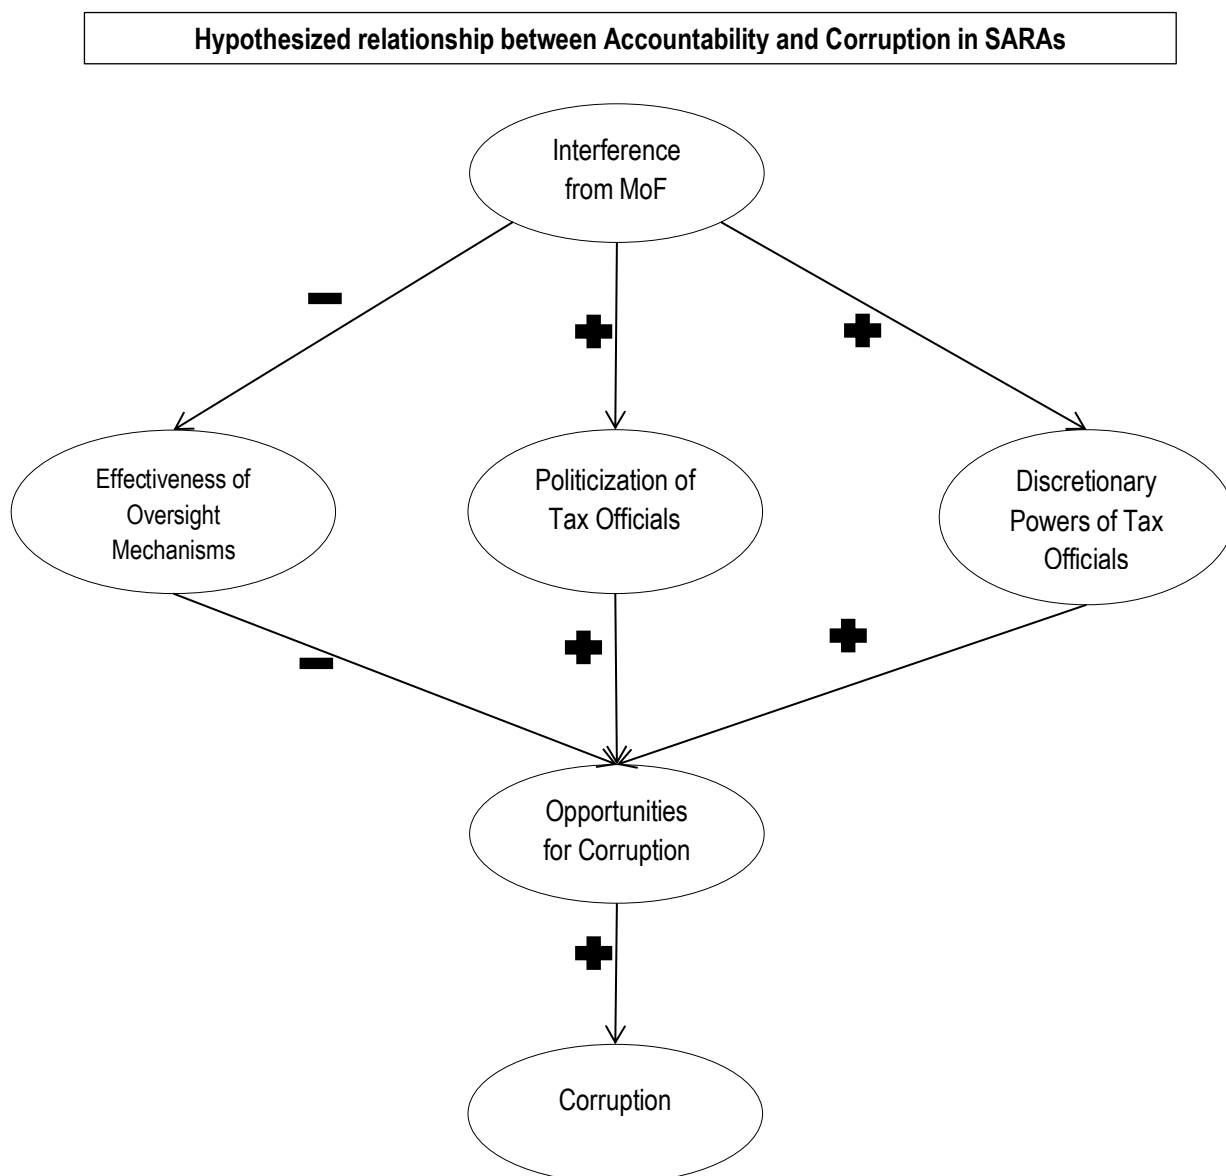 Hypothesized relationship between Accountability and Corruption in SARAs
Interference
from MoF
−
+
+
Effectiveness of
Oversight
Mechanisms
Politicization of
Tax Officials
Discretionary
Powers of Tax
Officials
−
+
+
Opportunities
for Corruption
+
Corruption